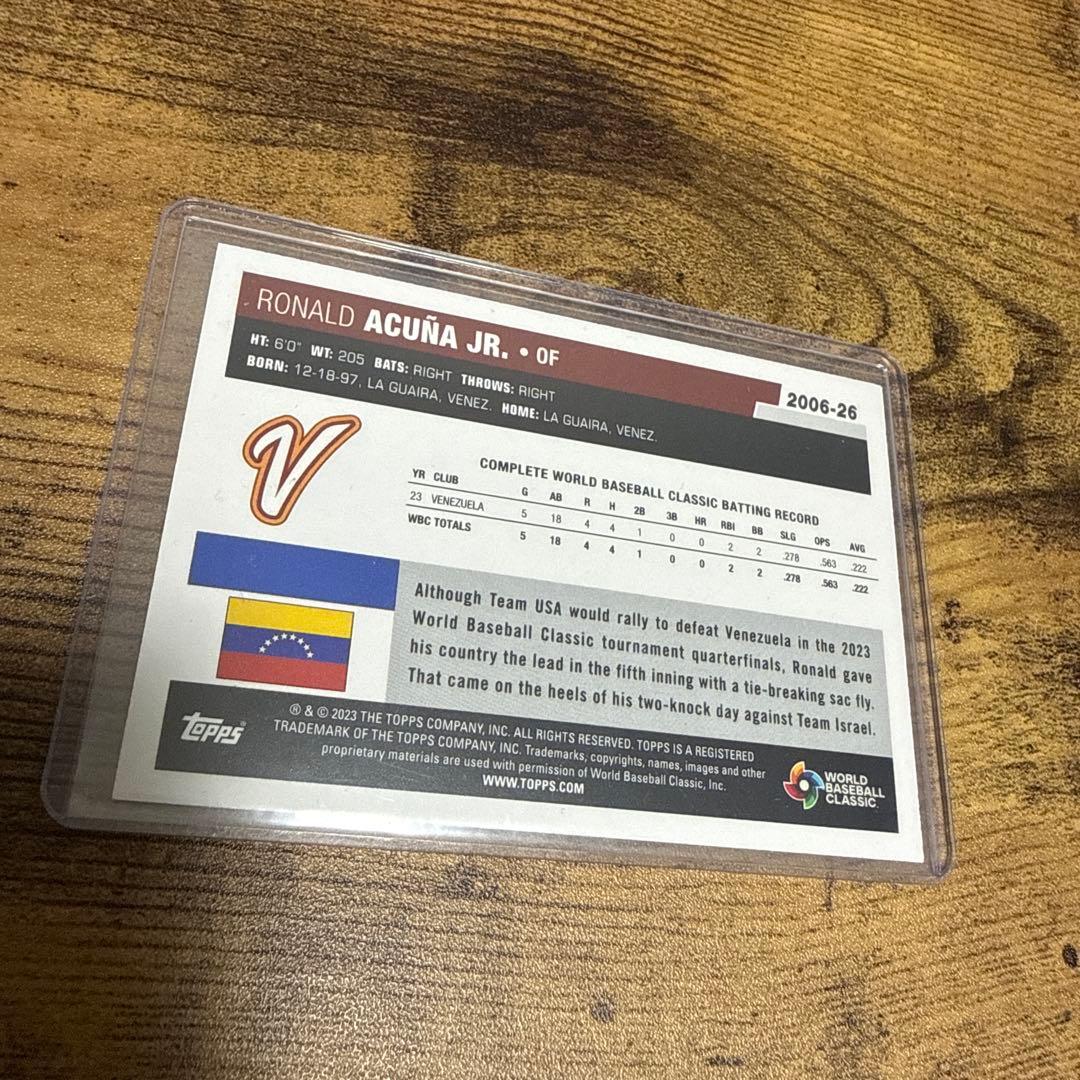 RONALD ACUÑA JR. • OF
2006-26
HT: 6'0" WT: 205 BATS: RIGHT THROWS: RIGHT
BORN: 12-18-97, LA GUAIRA, VENEZ. HOME: LA GUAIRA, VENEZ.
V
COMPLETE WORLD BASEBALL CLASSIC BATTING RECORD
YR CLUB G AB R H 2B 3B HR RBI BB SLG OPS AVG
23 VENEZUELA 5 18 4 4 1 0 0 2 2 .278 .563 .222
WBC TOTALS 5 18 4 4 1 0 0 2 2 .278 .563 .222
Although Team USA would rally to defeat Venezuela in the 2023
World Baseball Classic tournament quarterfinals, Ronald gave
his country the lead in the fifth inning with a tie-breaking sac fly.
That came on the heels of his two-knock day against Team Israel.
topps®
® & © 2023 THE TOPPS COMPANY, INC. ALL RIGHTS RESERVED. TOPPS IS A REGISTERED
TRADEMARK OF THE TOPPS COMPANY, INC. Trademarks, copyrights, names, images and other
proprietary materials are used with permission of World Baseball Classic, Inc.
WWW.TOPPS.COM
WORLD
BASEBALL
CLASSIC